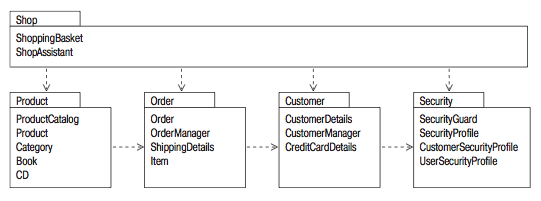 Shop
ShoppingBasket
ShopAssistant
Product
ProductCatalog
Product
Category
Book
CD
Order
Order
OrderManager
ShippingDetails
Item
Customer
CustomerDetails
CustomerManager
CreditCardDetails
Security
SecurityGuard
SecurityProfile
CustomerSecurityProfile
UserSecurityProfile